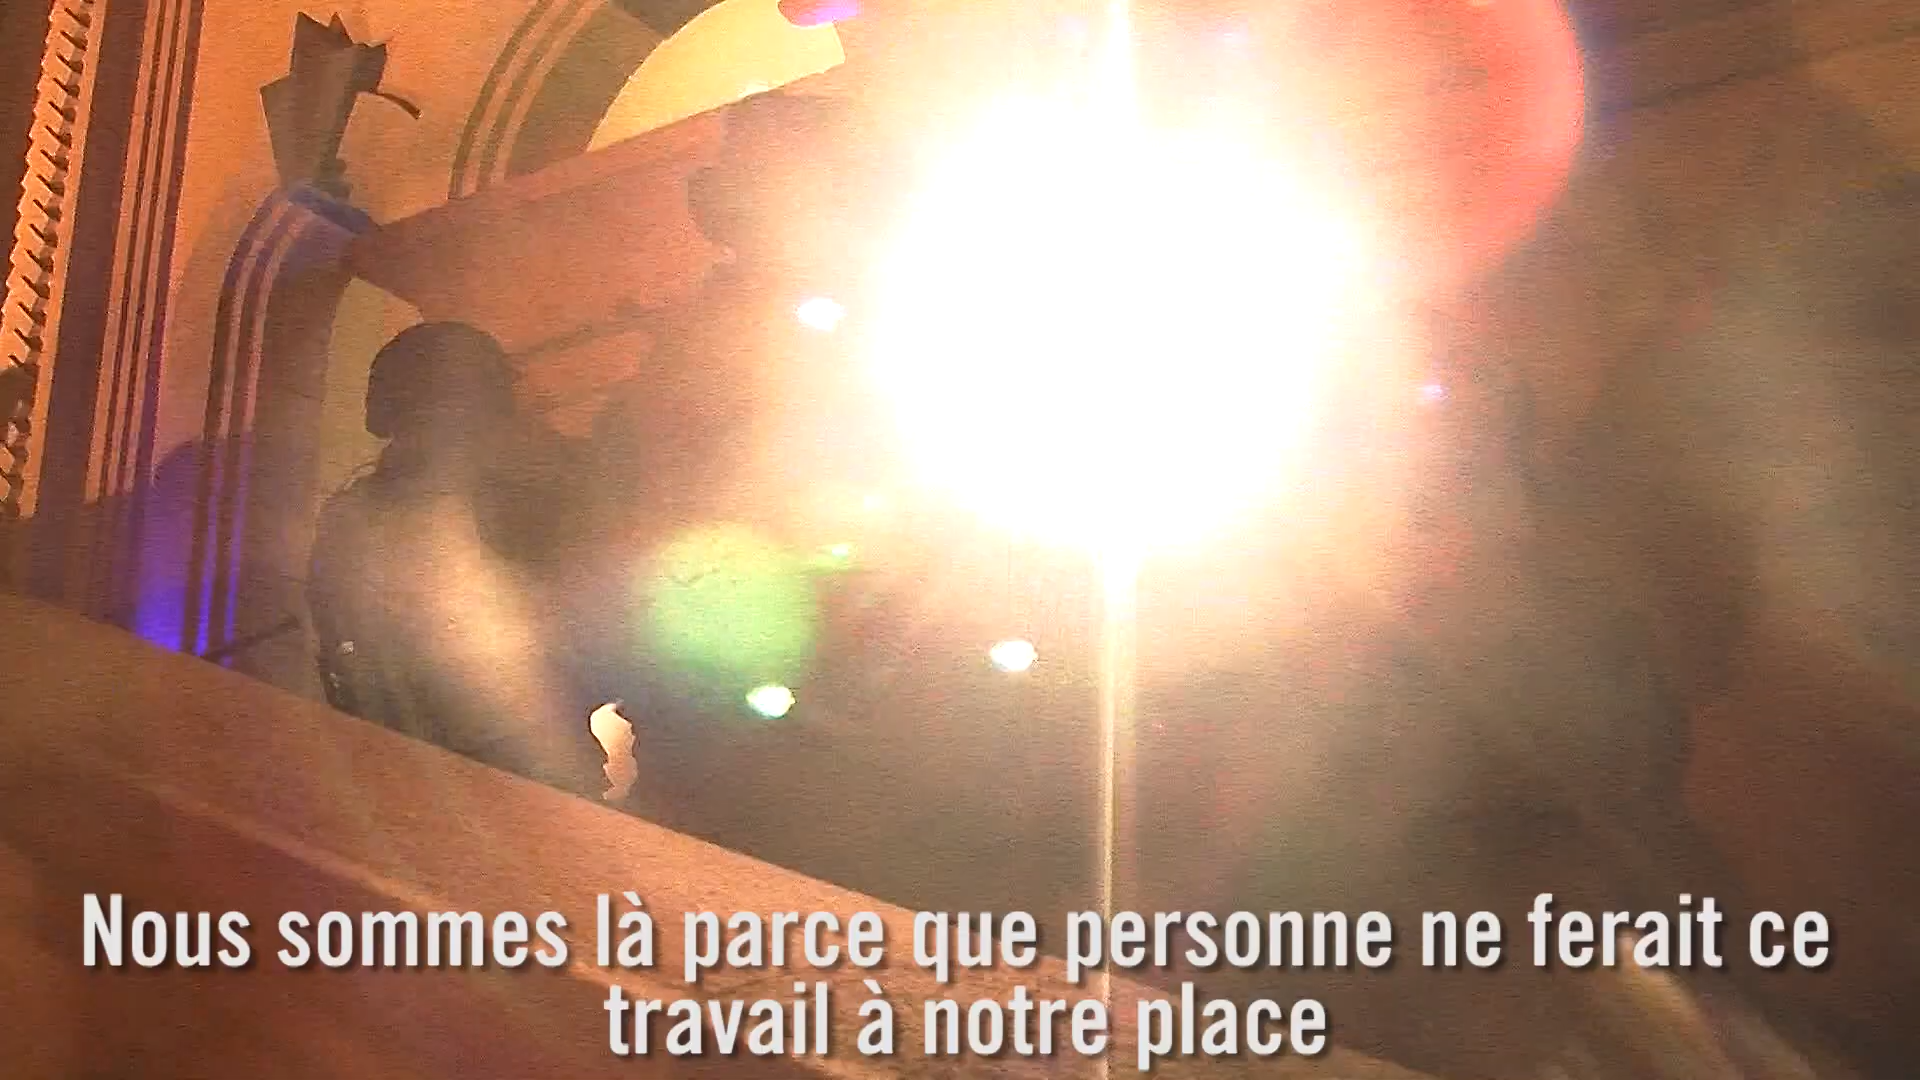 Nous sommes là parce que personne ne ferait ce
travail à notre place